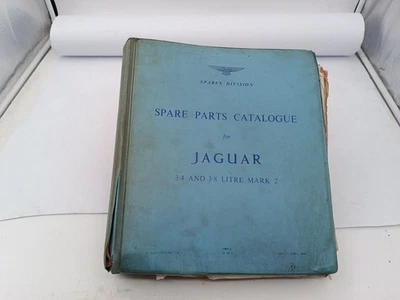 SPARES DIVISION
SPARE PARTS CATALOGUE
for
JAGUAR
3·4 AND 3·8 LITRE MARK 2